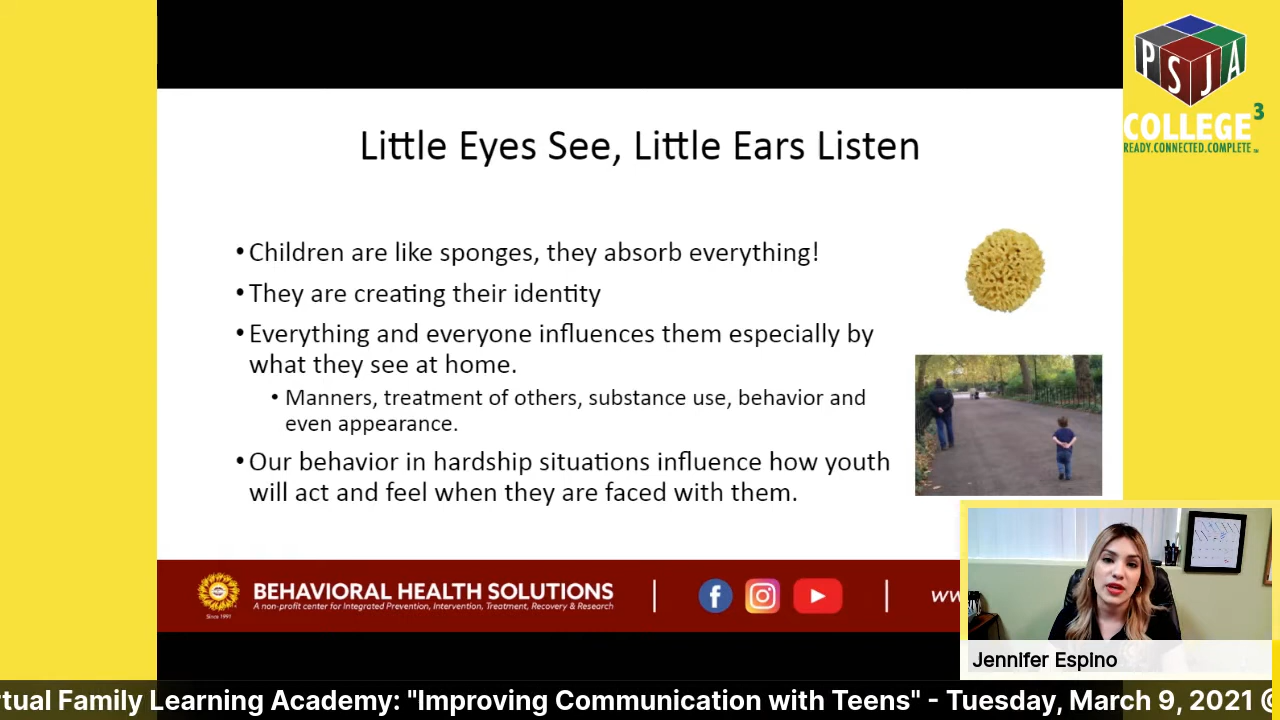 PSJA
COLLEGE³
READY.CONNECTED.COMPLETE
Little Eyes See, Little Ears Listen
• Children are like sponges, they absorb everything!
• They are creating their identity
• Everything and everyone influences them especially by
what they see at home.
• Manners, treatment of others, substance use, behavior and
even appearance.
• Our behavior in hardship situations influence how youth
will act and feel when they are faced with them.
BEHAVIORAL HEALTH SOLUTIONS
A non-profit center for Integrated Prevention, Intervention, Treatment, Recovery & Research
Since 1991
Jennifer Espino
Family Learning Academy: "Improving Communication with Teens" - Tuesday, March 9, 2021 @